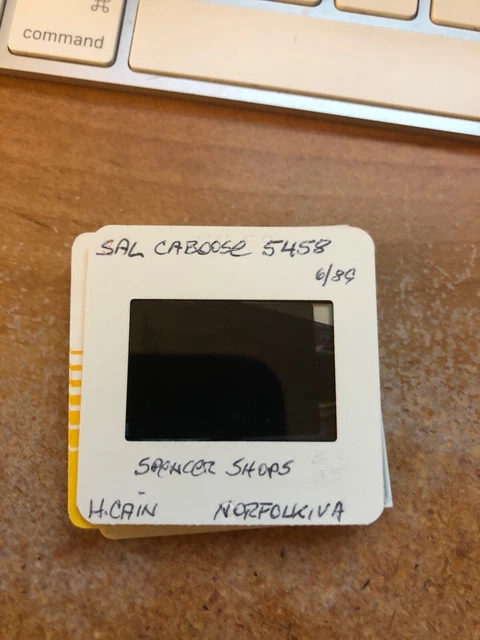 ⌘
command
SAL CABOOSE 5458
6/89
SPENCER SHOPS
H. CAIN NORFOLK, VA